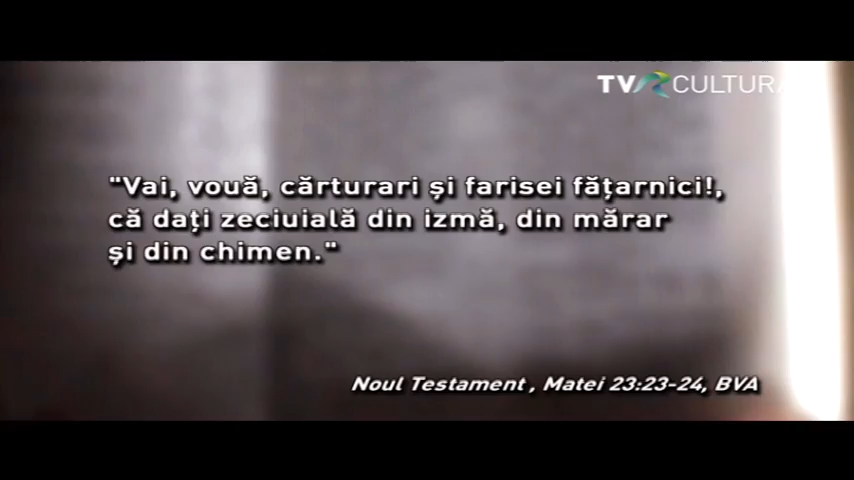 TVR CULTURAL
"Vai, vouă, cărturari și farisei fățarnici!,
că dați zeciuială din izmă, din mărar
și din chimen."
Noul Testament , Matei 23:23-24, BVA